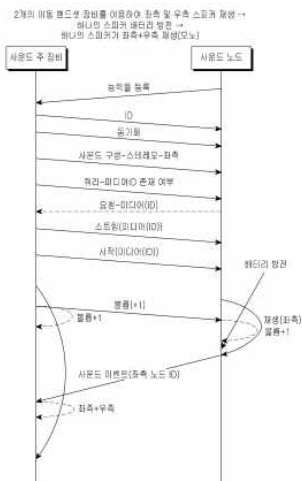 2개의 이동 핸드셋 장비를 이용하여 좌측 및 우측 스피커 재생 →
하나의 스피커 배터리 방전 →
하나의 스피커가 좌측+우측 재생(모노)
사운드 주 장비
사운드 노드
능력을 등록
ID
동기화
사운드 구성-스테레오-좌측
쿼리-미디어ID 존재 여부
요청-미디어(ID)
스트림(미디어(ID))
시작(미디어(ID))
배터리 방전
볼륨(+1)
볼륨+1
재생(좌측)
볼륨+1
사운드 이벤트(좌측 노드 ID)
좌측+우측